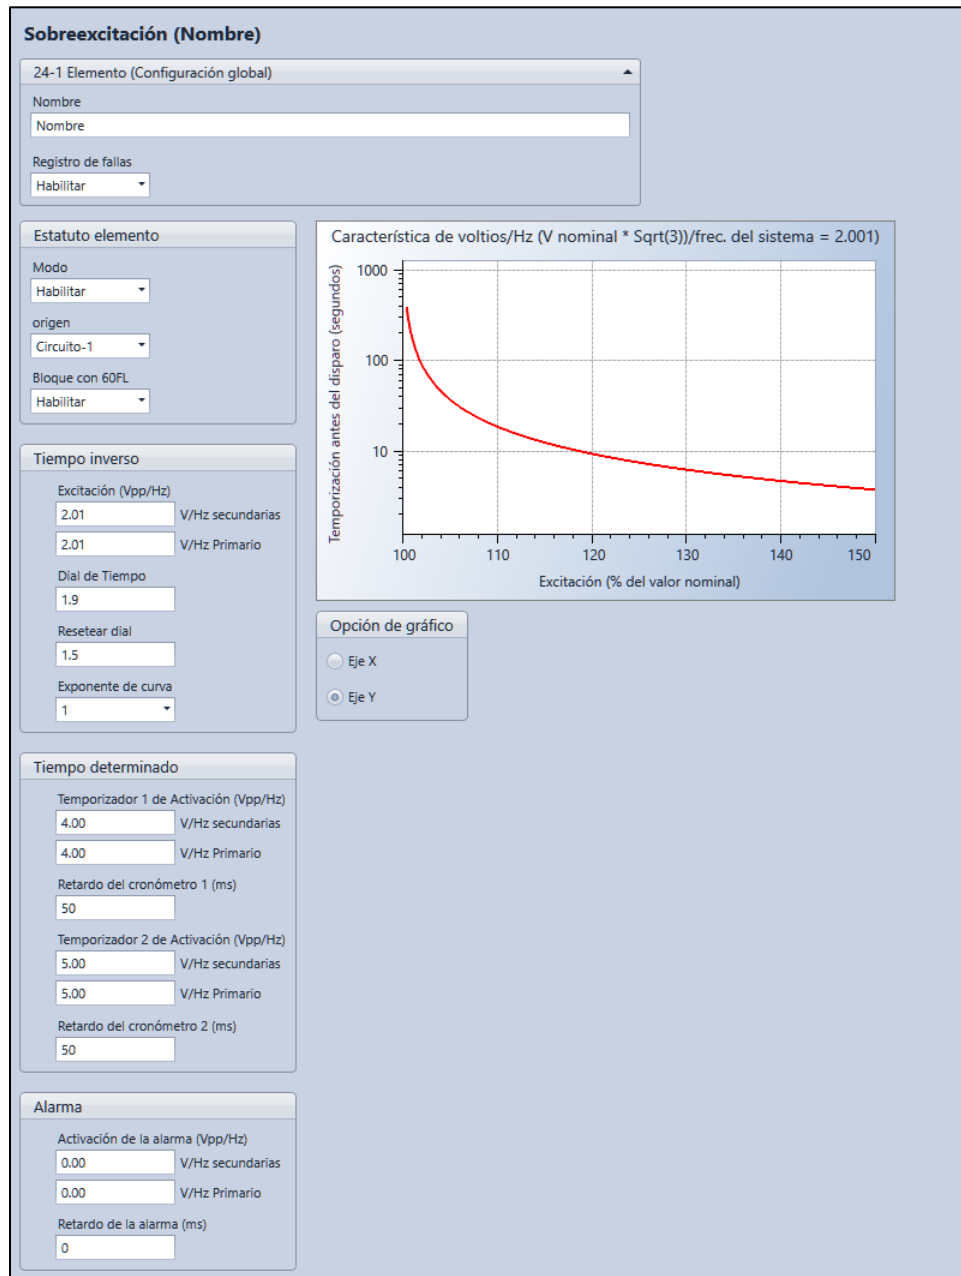 Sobreexcitación (Nombre)
24-1 Elemento (Configuración global)
Nombre
Nombre
Registro de fallas
Habilitar
Estatuto elemento
Modo
Habilitar
origen
Circuito-1
Bloque con 60FL
Habilitar
Tiempo inverso
Excitación (Vpp/Hz)
2.01 V/Hz secundarias
2.01 V/Hz Primario
Dial de Tiempo
1.9
Resetear dial
1.5
Exponente de curva
1
Tiempo determinado
Temporizador 1 de Activación (Vpp/Hz)
4.00 V/Hz secundarias
4.00 V/Hz Primario
Retardo del cronómetro 1 (ms)
50
Temporizador 2 de Activación (Vpp/Hz)
5.00 V/Hz secundarias
5.00 V/Hz Primario
Retardo del cronómetro 2 (ms)
50
Alarma
Activación de la alarma (Vpp/Hz)
0.00 V/Hz secundarias
0.00 V/Hz Primario
Retardo de la alarma (ms)
0
Característica de voltios/Hz (V nominal * Sqrt(3))/frec. del sistema = 2.001)
Temporización antes del disparo (segundos)
1000
100
10
100 110 120 130 140 150
Excitación (% del valor nominal)
Opción de gráfico
Eje X
Eje Y